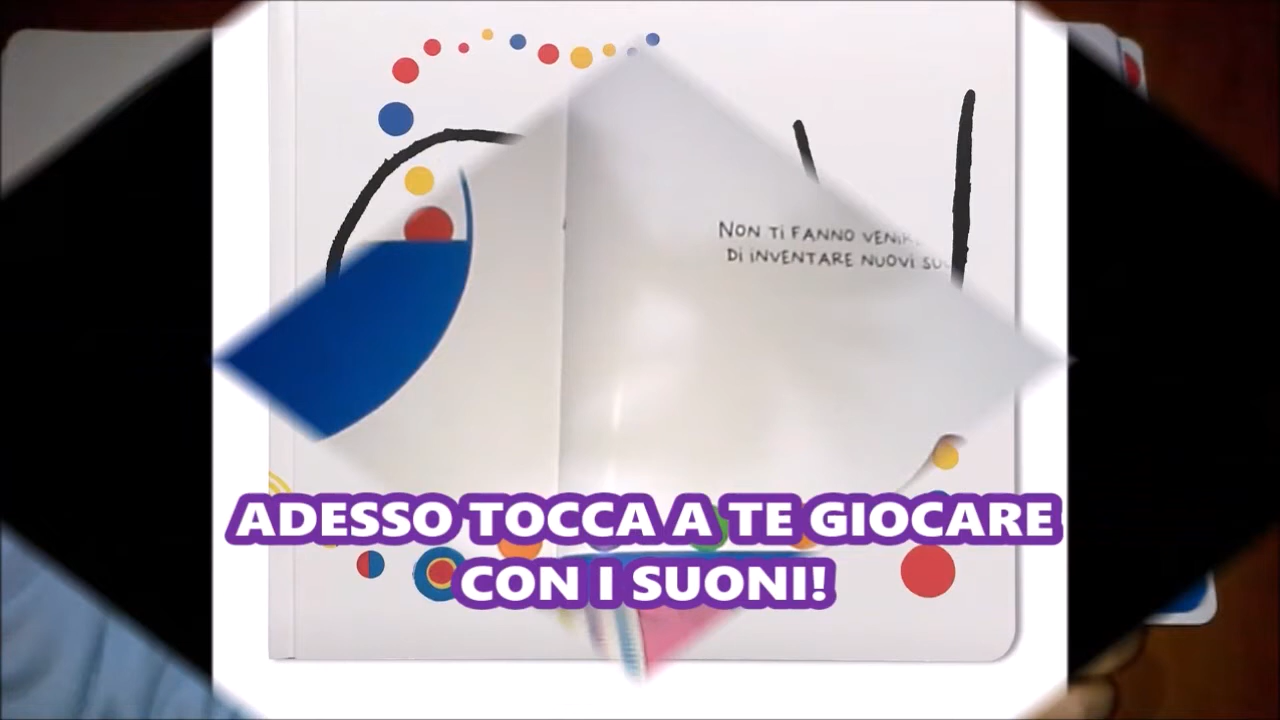 NON TI FANNO
DI INVENTARE NUOVI
ADESSO TOCCA A TE GIOCARE
CON I SUONI!